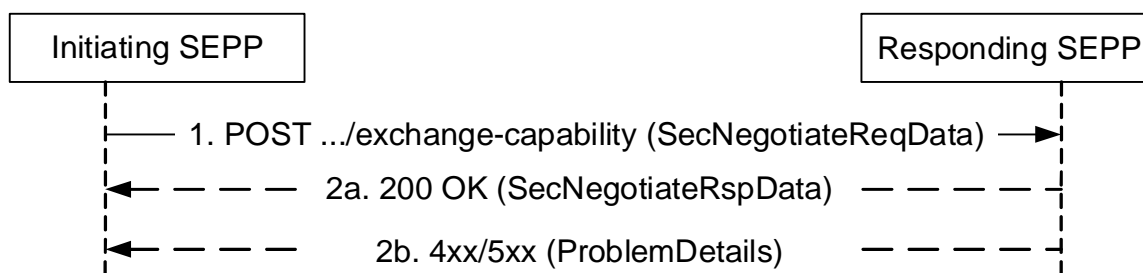 Initiating SEPP
Responding SEPP
1. POST .../exchange-capability (SecNegotiateReqData)
2a. 200 OK (SecNegotiateRspData)
2b. 4xx/5xx (ProblemDetails)